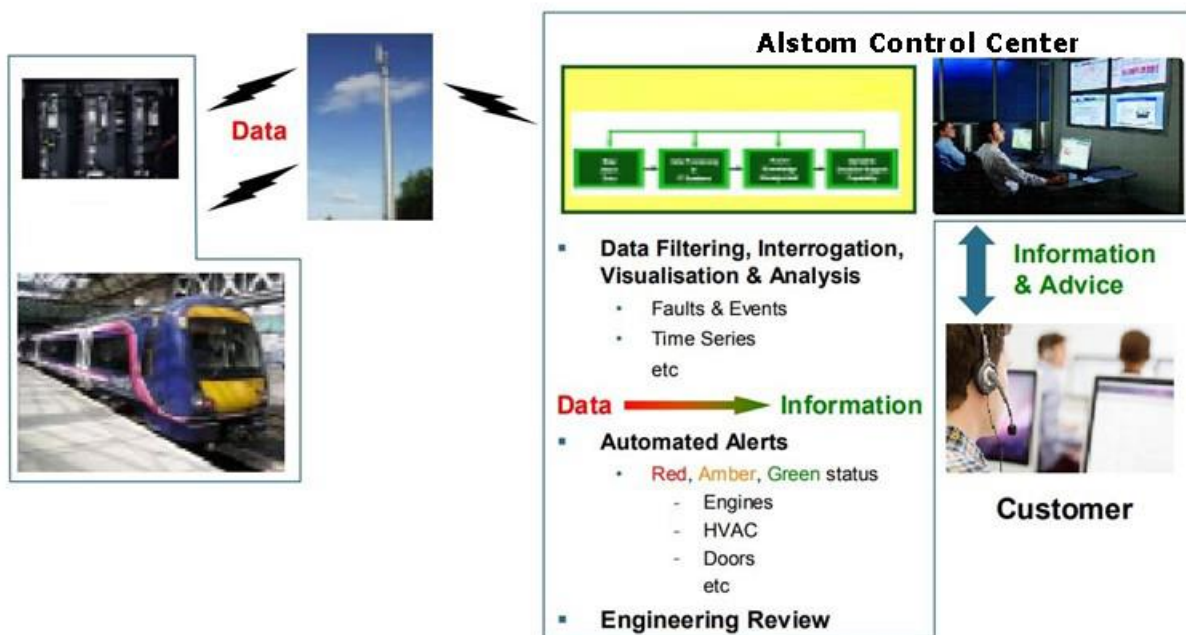 Alstom Control Center
Data
Data Filtering, Interrogation,
Visualisation & Analysis
Faults & Events
Time Series
etc
Data
Information
Automated Alerts
Red, Amber, Green status
- Engines
- HVAC
- Doors
etc
Engineering Review
Information
& Advice
Customer